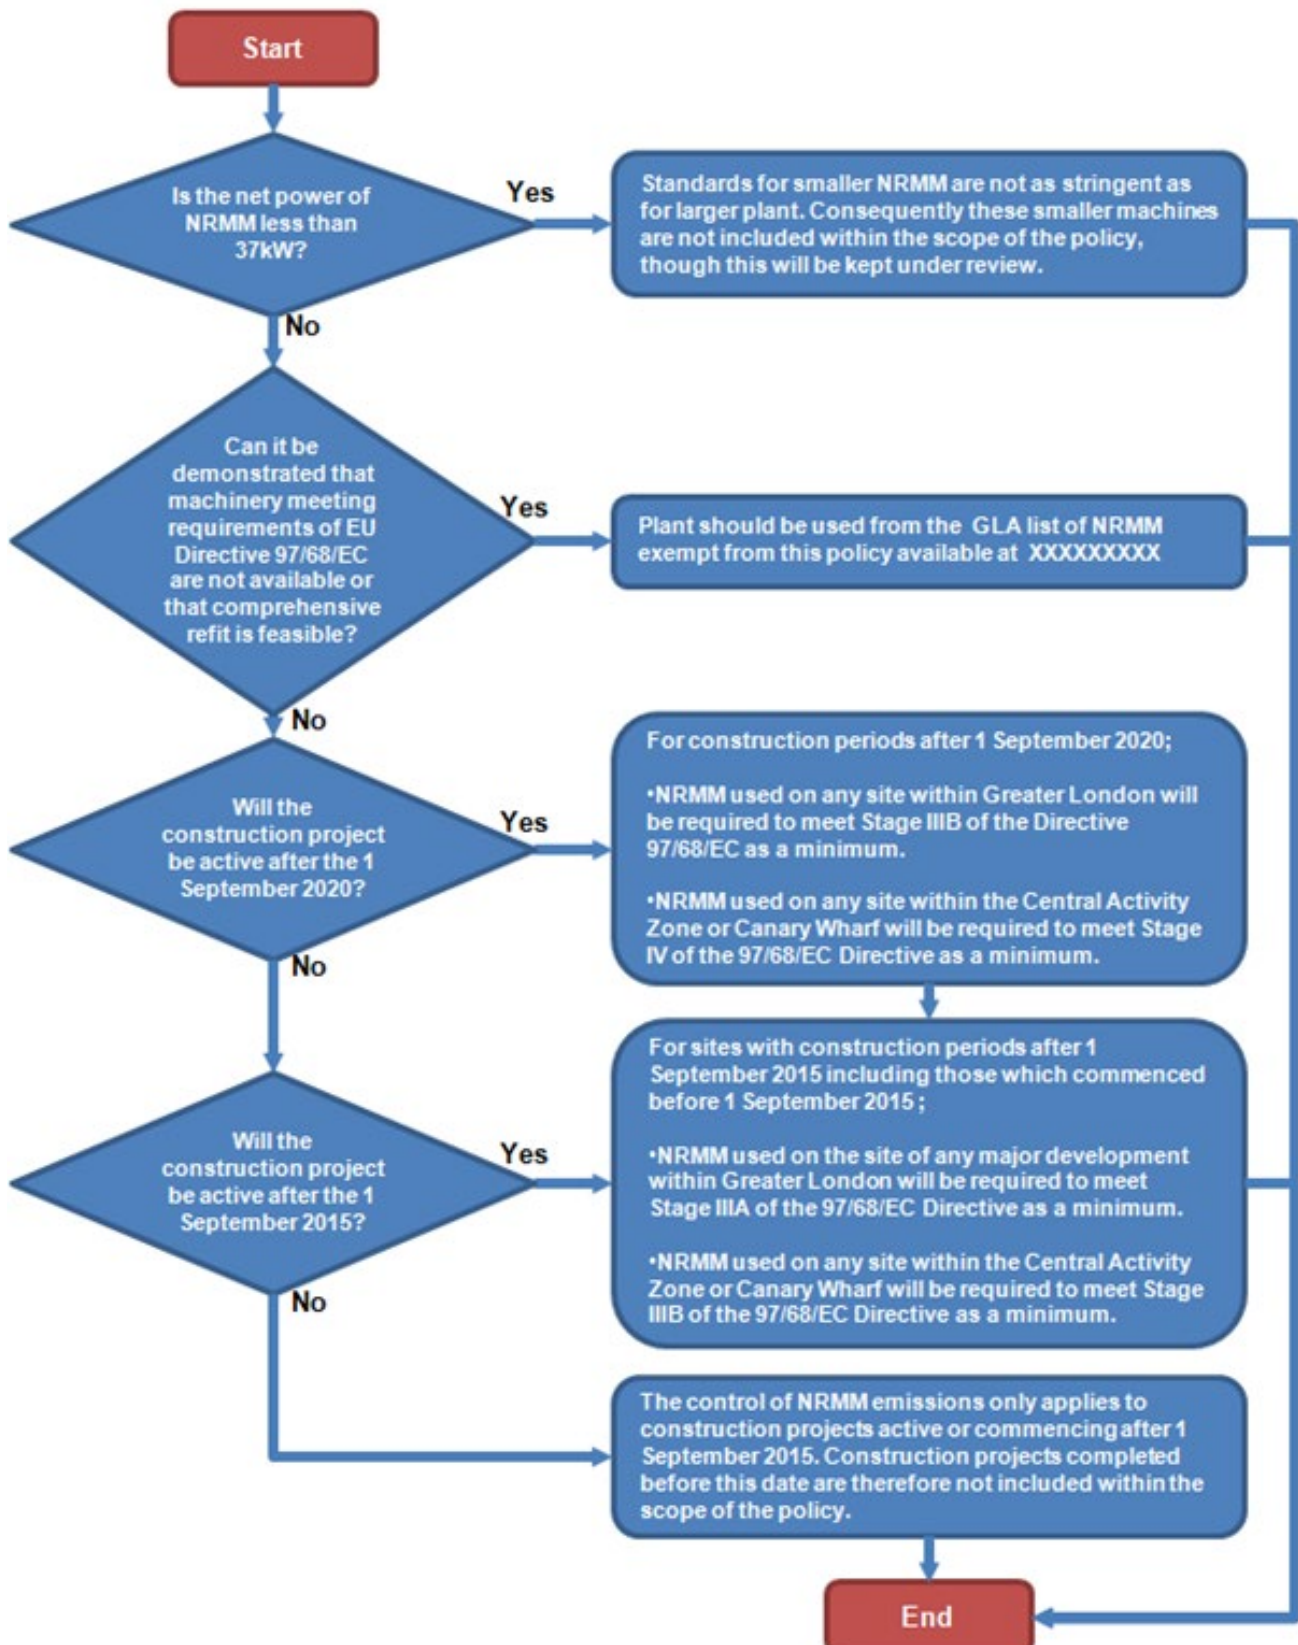 Start
Is the net power of
NRMM less than
37kW?
Yes
Standards for smaller NRMM are not as stringent as
for larger plant. Consequently these smaller machines
are not included within the scope of the policy,
though this will be kept under review.
No
Can it be
demonstrated that
machinery meeting
requirements of EU
Directive 97/68/EC
are not available or
that comprehensive
refit is feasible?
Yes
Plant should be used from the GLA list of NRMM
exempt from this policy available at XXXXXXXXX
No
Will the
construction project
be active after the 1
September 2020?
Yes
For construction periods after 1 September 2020;
•NRMM used on any site within Greater London will
be required to meet Stage IIIB of the Directive
97/68/EC as a minimum.
•NRMM used on any site within the Central Activity
Zone or Canary Wharf will be required to meet Stage
IV of the 97/68/EC Directive as a minimum.
No
Will the
construction project
be active after the 1
September 2015?
Yes
For sites with construction periods after 1
September 2015 including those which commenced
before 1 September 2015;
•NRMM used on the site of any major development
within Greater London will be required to meet
Stage IIIA of the 97/68/EC Directive as a minimum.
•NRMM used on any site within the Central Activity
Zone or Canary Wharf will be required to meet Stage
IIIB of the 97/68/EC Directive as a minimum.
No
The control of NRMM emissions only applies to
construction projects active or commencing after 1
September 2015. Construction projects completed
before this date are therefore not included within the
scope of the policy.
End